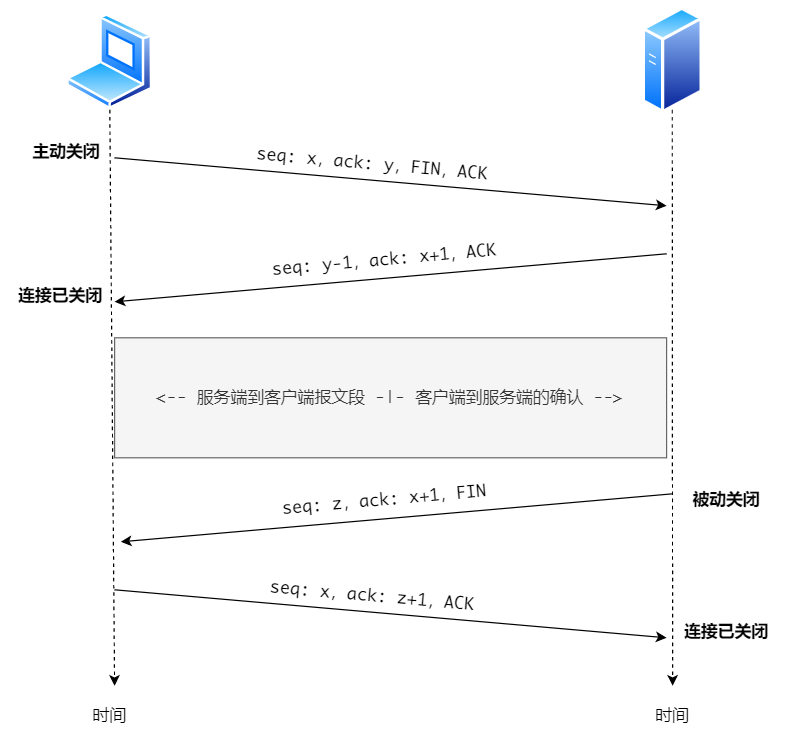 主动关闭
seq: x, ack: y, FIN, ACK
seq: y-1, ack: x+1, ACK
连接已关闭
<-- 服务端到客户端报文段 -|- 客户端到服务端的确认 -->
seq: z, ack: x+1, FIN
被动关闭
seq: x, ack: z+1, ACK
连接已关闭
时间
时间